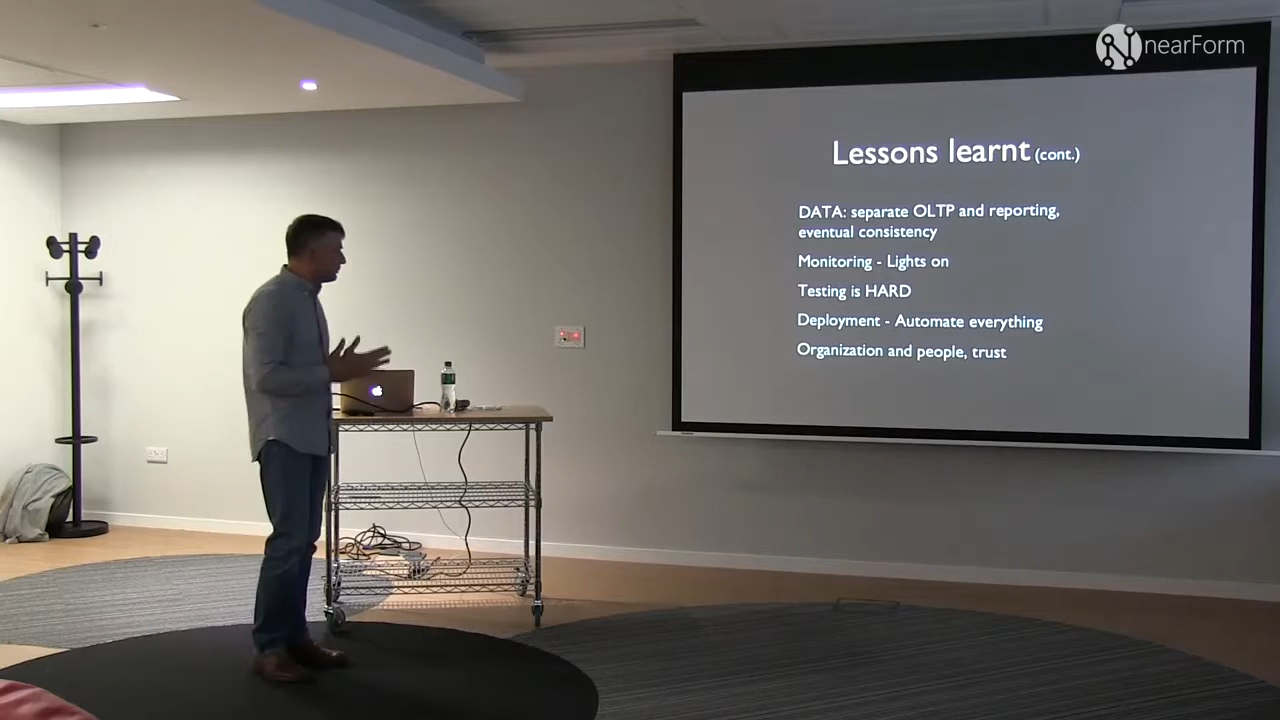 nearForm
Lessons learnt (cont.)
DATA: separate OLTP and reporting,
eventual consistency
Monitoring - Lights on
Testing is HARD
Deployment - Automate everything
Organization and people, trust